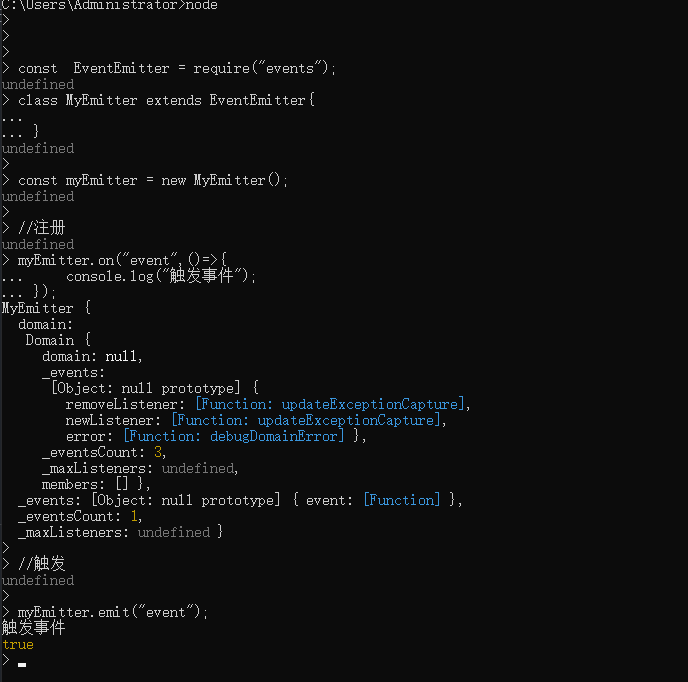 C:\Users\Administrator>node
>
>
>
> const  EventEmitter = require("events");
undefined
> class MyEmitter extends EventEmitter{
...
... }
undefined
>
> const myEmitter = new MyEmitter();
undefined
>
> //注册
undefined
> myEmitter.on("event",()=>{
...     console.log("触发事件");
... });
MyEmitter {
  domain:
   Domain {
     domain: null,
     _events:
      [Object: null prototype] {
        removeListener: [Function: updateExceptionCapture],
        newListener: [Function: updateExceptionCapture],
        error: [Function: debugDomainError] },
     _eventsCount: 3,
     _maxListeners: undefined,
     members: [] },
  _events: [Object: null prototype] { event: [Function] },
  _eventsCount: 1,
  _maxListeners: undefined }
>
> //触发
undefined
>
> myEmitter.emit("event");
触发事件
true
>